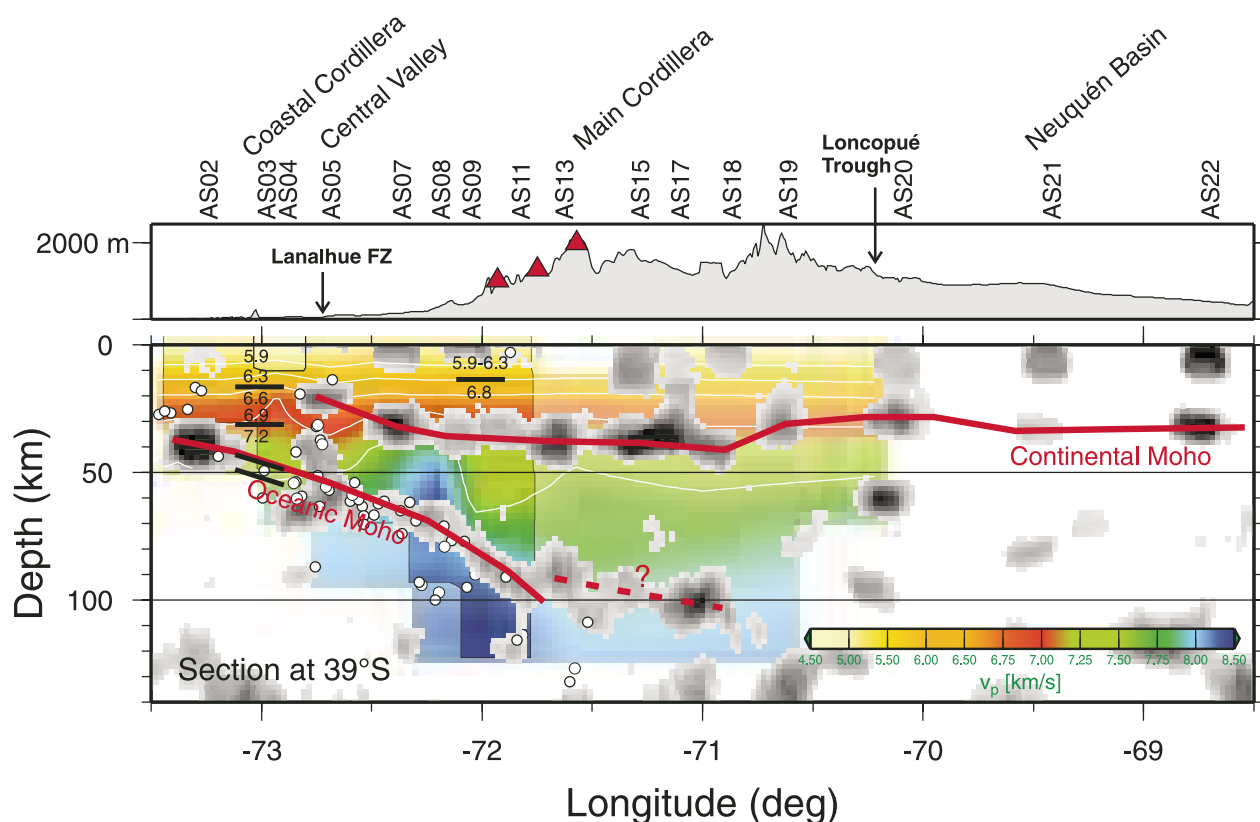 Coastal Cordillera
Central Valley
Main Cordillera
Neuquén Basin
Loncopué
Trough
AS02
AS03
AS04
AS05
AS07
AS08
AS09
AS11
AS13
AS15
AS17
AS18
AS19
AS20
AS21
AS22
2000 m
Lanalhue FZ
0
50
100
Depth (km)
5.9
6.3
6.6
6.9
7.2
5.9-6.3
6.8
Continental Moho
Oceanic Moho
?
Section at 39°S
4.50 5.00 5.50 6.00 6.50 6.75 7.00 7.25 7.50 7.75 8.00 8.50
vp [km/s]
-73 -72 -71 -70 -69
Longitude (deg)